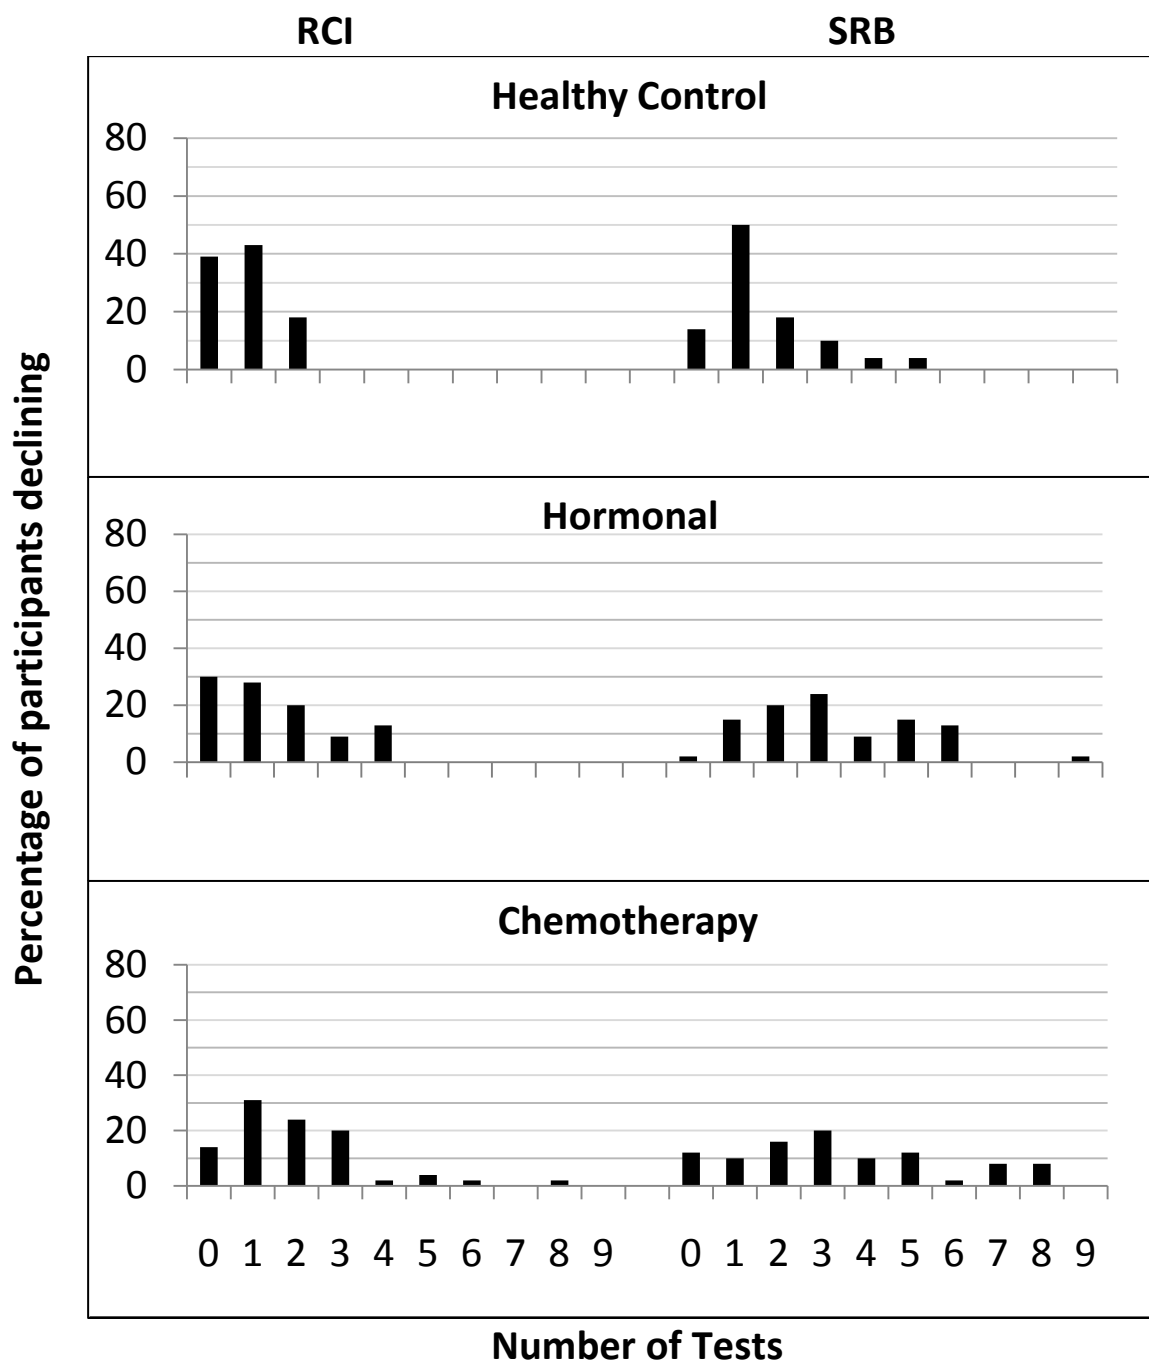 RCI SRB
Percentage of participants declining
Healthy Control
80
60
40
20
0
Hormonal
80
60
40
20
0
Chemotherapy
80
60
40
20
0
0 1 2 3 4 5 6 7 8 9 0 1 2 3 4 5 6 7 8 9
Number of Tests